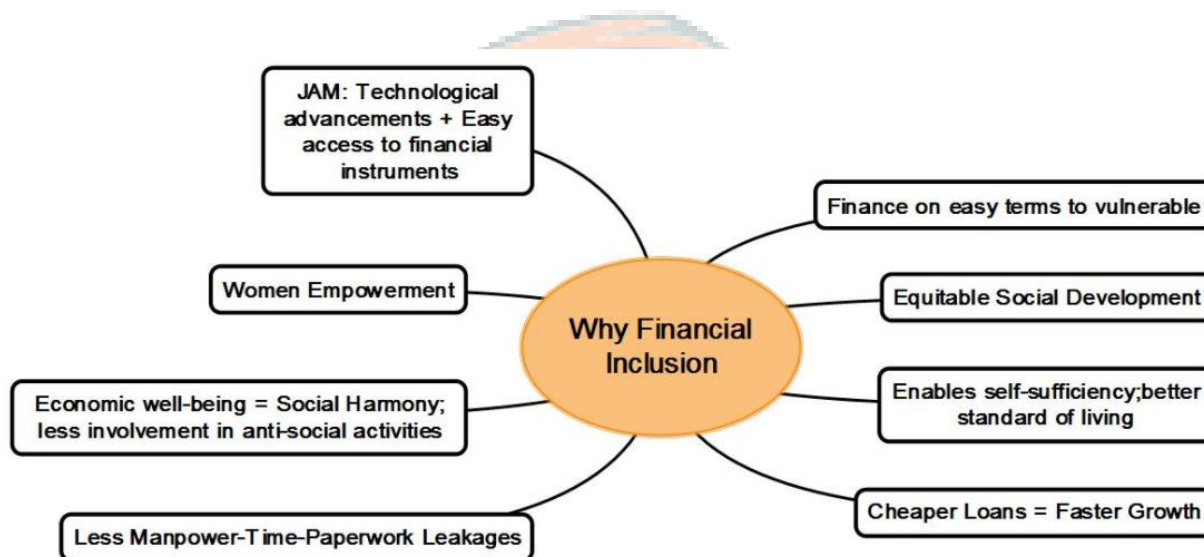 JAM: Technological
advancements + Easy
access to financial
instruments
Finance on easy terms to vulnerable
Women Empowerment
Equitable Social Development
Why Financial
Inclusion
Economic well-being = Social Harmony;
less involvement in anti-social activities
Enables self-sufficiency;better
standard of living
Less Manpower-Time-Paperwork Leakages
Cheaper Loans = Faster Growth